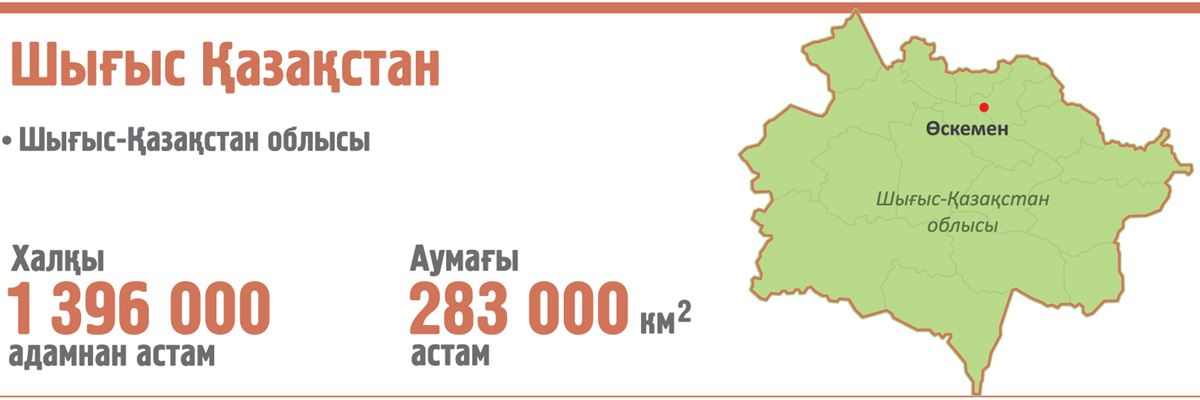 Шығыс Қазақстан
• Шығыс-Қазақстан облысы
Халқы
1 396 000
адамнан астам
Аумағы
283 000 км²
астам
Өскемен
Шығыс-Қазақстан
облысы